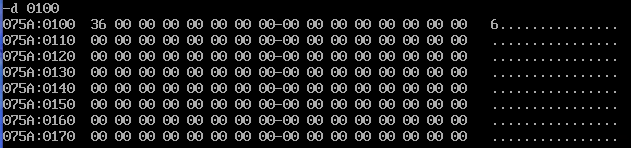 -d 0100
075A:0100  36 00 00 00 00 00 00 00-00 00 00 00 00 00 00 00   6...............
075A:0110  00 00 00 00 00 00 00 00-00 00 00 00 00 00 00 00   ................
075A:0120  00 00 00 00 00 00 00 00-00 00 00 00 00 00 00 00   ................
075A:0130  00 00 00 00 00 00 00 00-00 00 00 00 00 00 00 00   ................
075A:0140  00 00 00 00 00 00 00 00-00 00 00 00 00 00 00 00   ................
075A:0150  00 00 00 00 00 00 00 00-00 00 00 00 00 00 00 00   ................
075A:0160  00 00 00 00 00 00 00 00-00 00 00 00 00 00 00 00   ................
075A:0170  00 00 00 00 00 00 00 00-00 00 00 00 00 00 00 00   ................